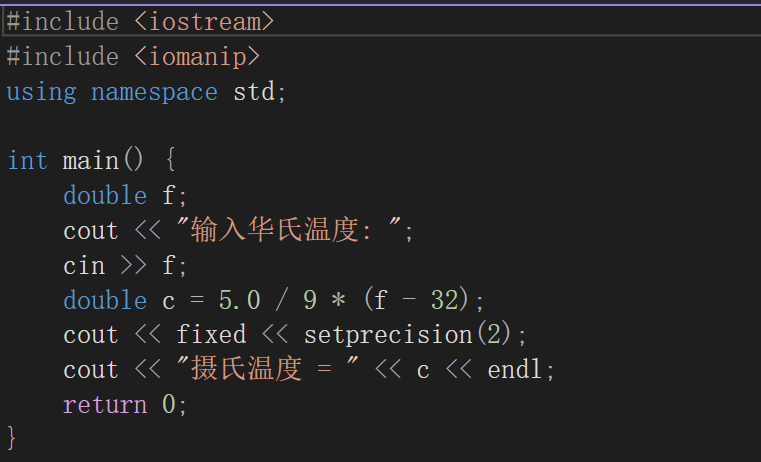 #include <iostream>
#include <iomanip>
using namespace std;
int main() {
double f;
cout << "输入华氏温度: ";
cin >> f;
double c = 5.0 / 9 * (f - 32);
cout << fixed << setprecision(2);
cout << "摄氏温度 = " << c << endl;
return 0;
}